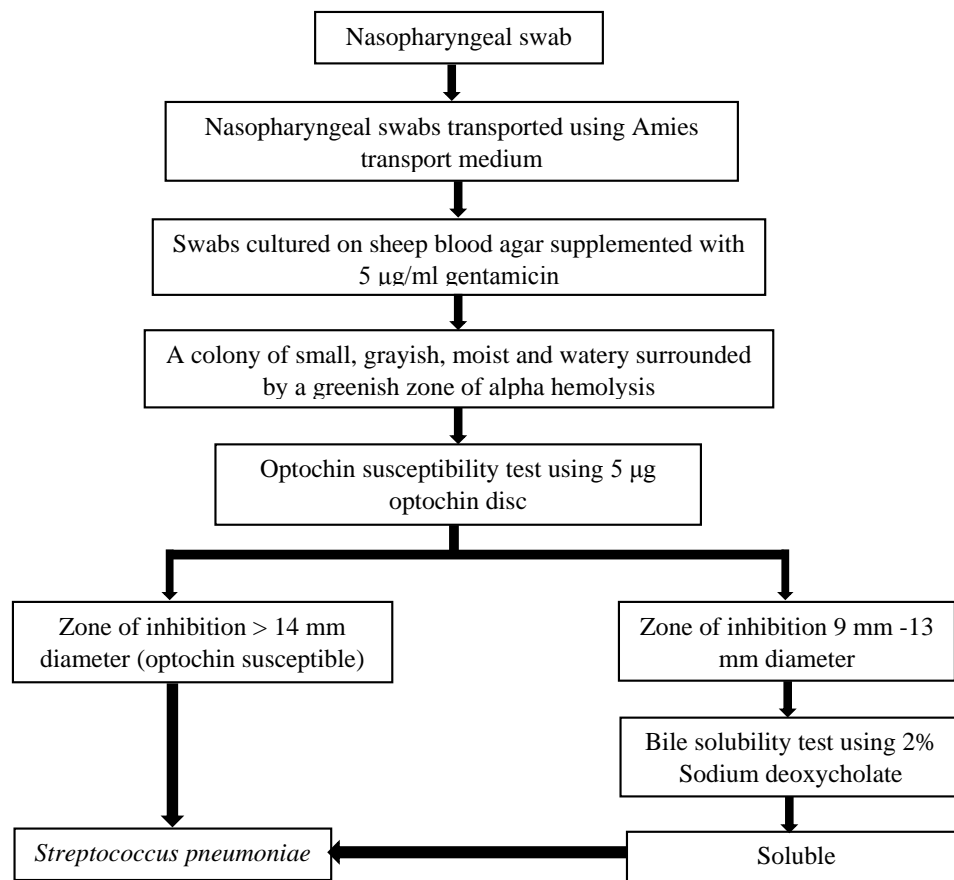 Nasopharyngeal swab
Nasopharyngeal swabs transported using Amies
transport medium
Swabs cultured on sheep blood agar supplemented with
5 μg/ml gentamicin
A colony of small, grayish, moist and watery surrounded
by a greenish zone of alpha hemolysis
Optochin susceptibility test using 5 μg
optochin disc
Zone of inhibition > 14 mm
diameter (optochin susceptible)
Zone of inhibition 9 mm -13
mm diameter
Bile solubility test using 2%
Sodium deoxycholate
Streptococcus pneumoniae
Soluble